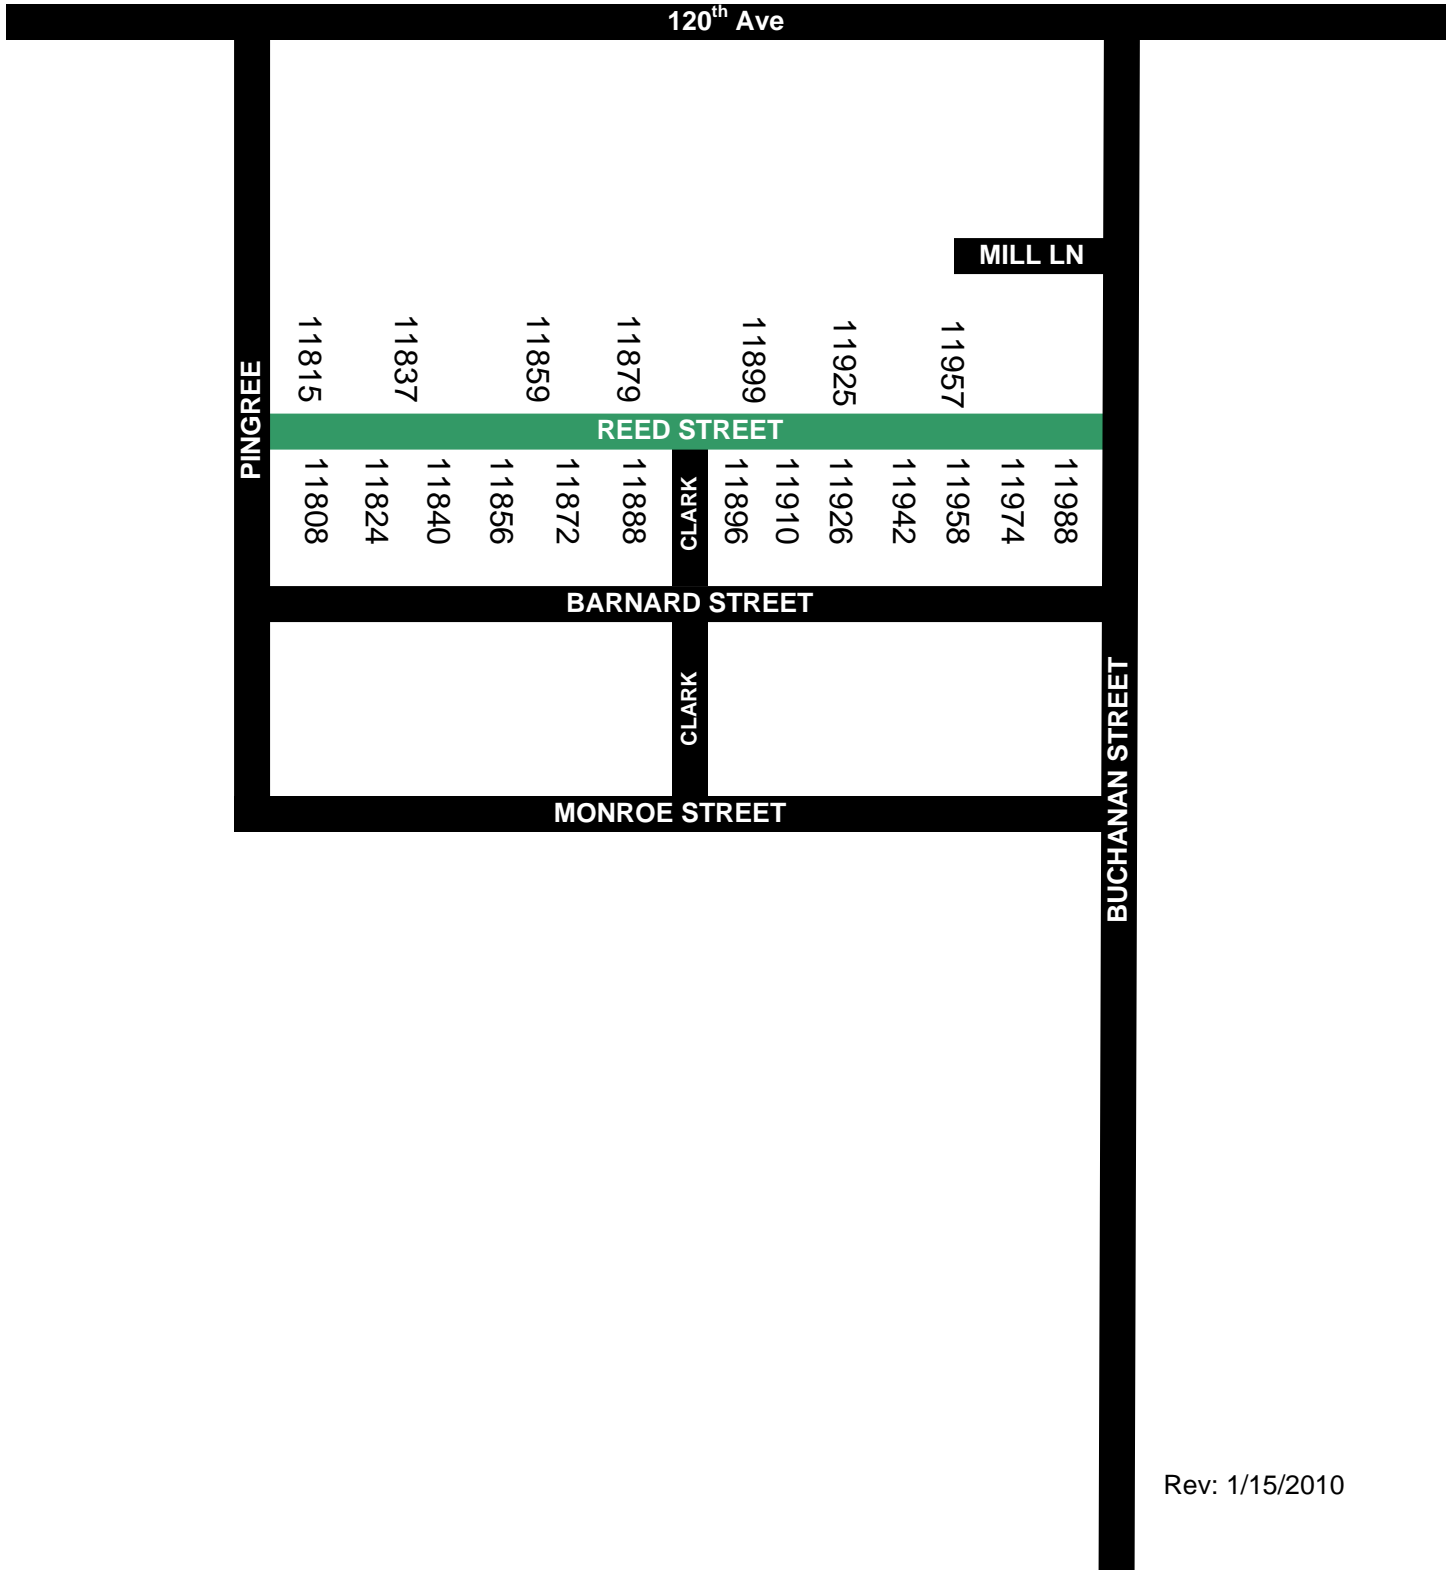 120th Ave
MILL LN
11815 11837 11859 11879 11899 11925 11957
PINGREE
REED STREET
11808 11824 11840 11856 11872 11888 CLARK 11896 11910 11926 11942 11958 11974 11988
BARNARD STREET
CLARK
BUCHANAN STREET
MONROE STREET
Rev: 1/15/2010